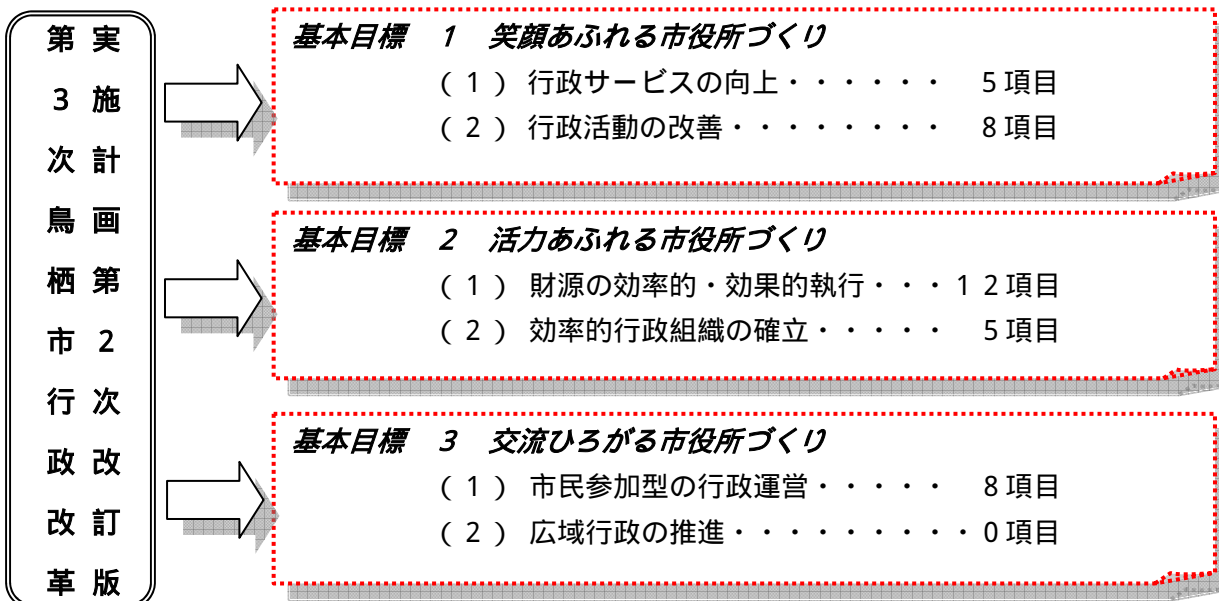 第3次鳥栖市行政改革
実施計画第2次改訂版
基本目標　1　笑顔あふれる市役所づくり
（1）行政サービスの向上・・・・・・　5項目
（2）行政活動の改善・・・・・・・・　8項目
基本目標　2　活力あふれる市役所づくり
（1）財源の効率的・効果的執行・・・12項目
（2）効率的行政組織の確立・・・・・　5項目
基本目標　3　交流ひろがる市役所づくり
（1）市民参加型の行政運営・・・・・　8項目
（2）広域行政の推進・・・・・・・・・0項目